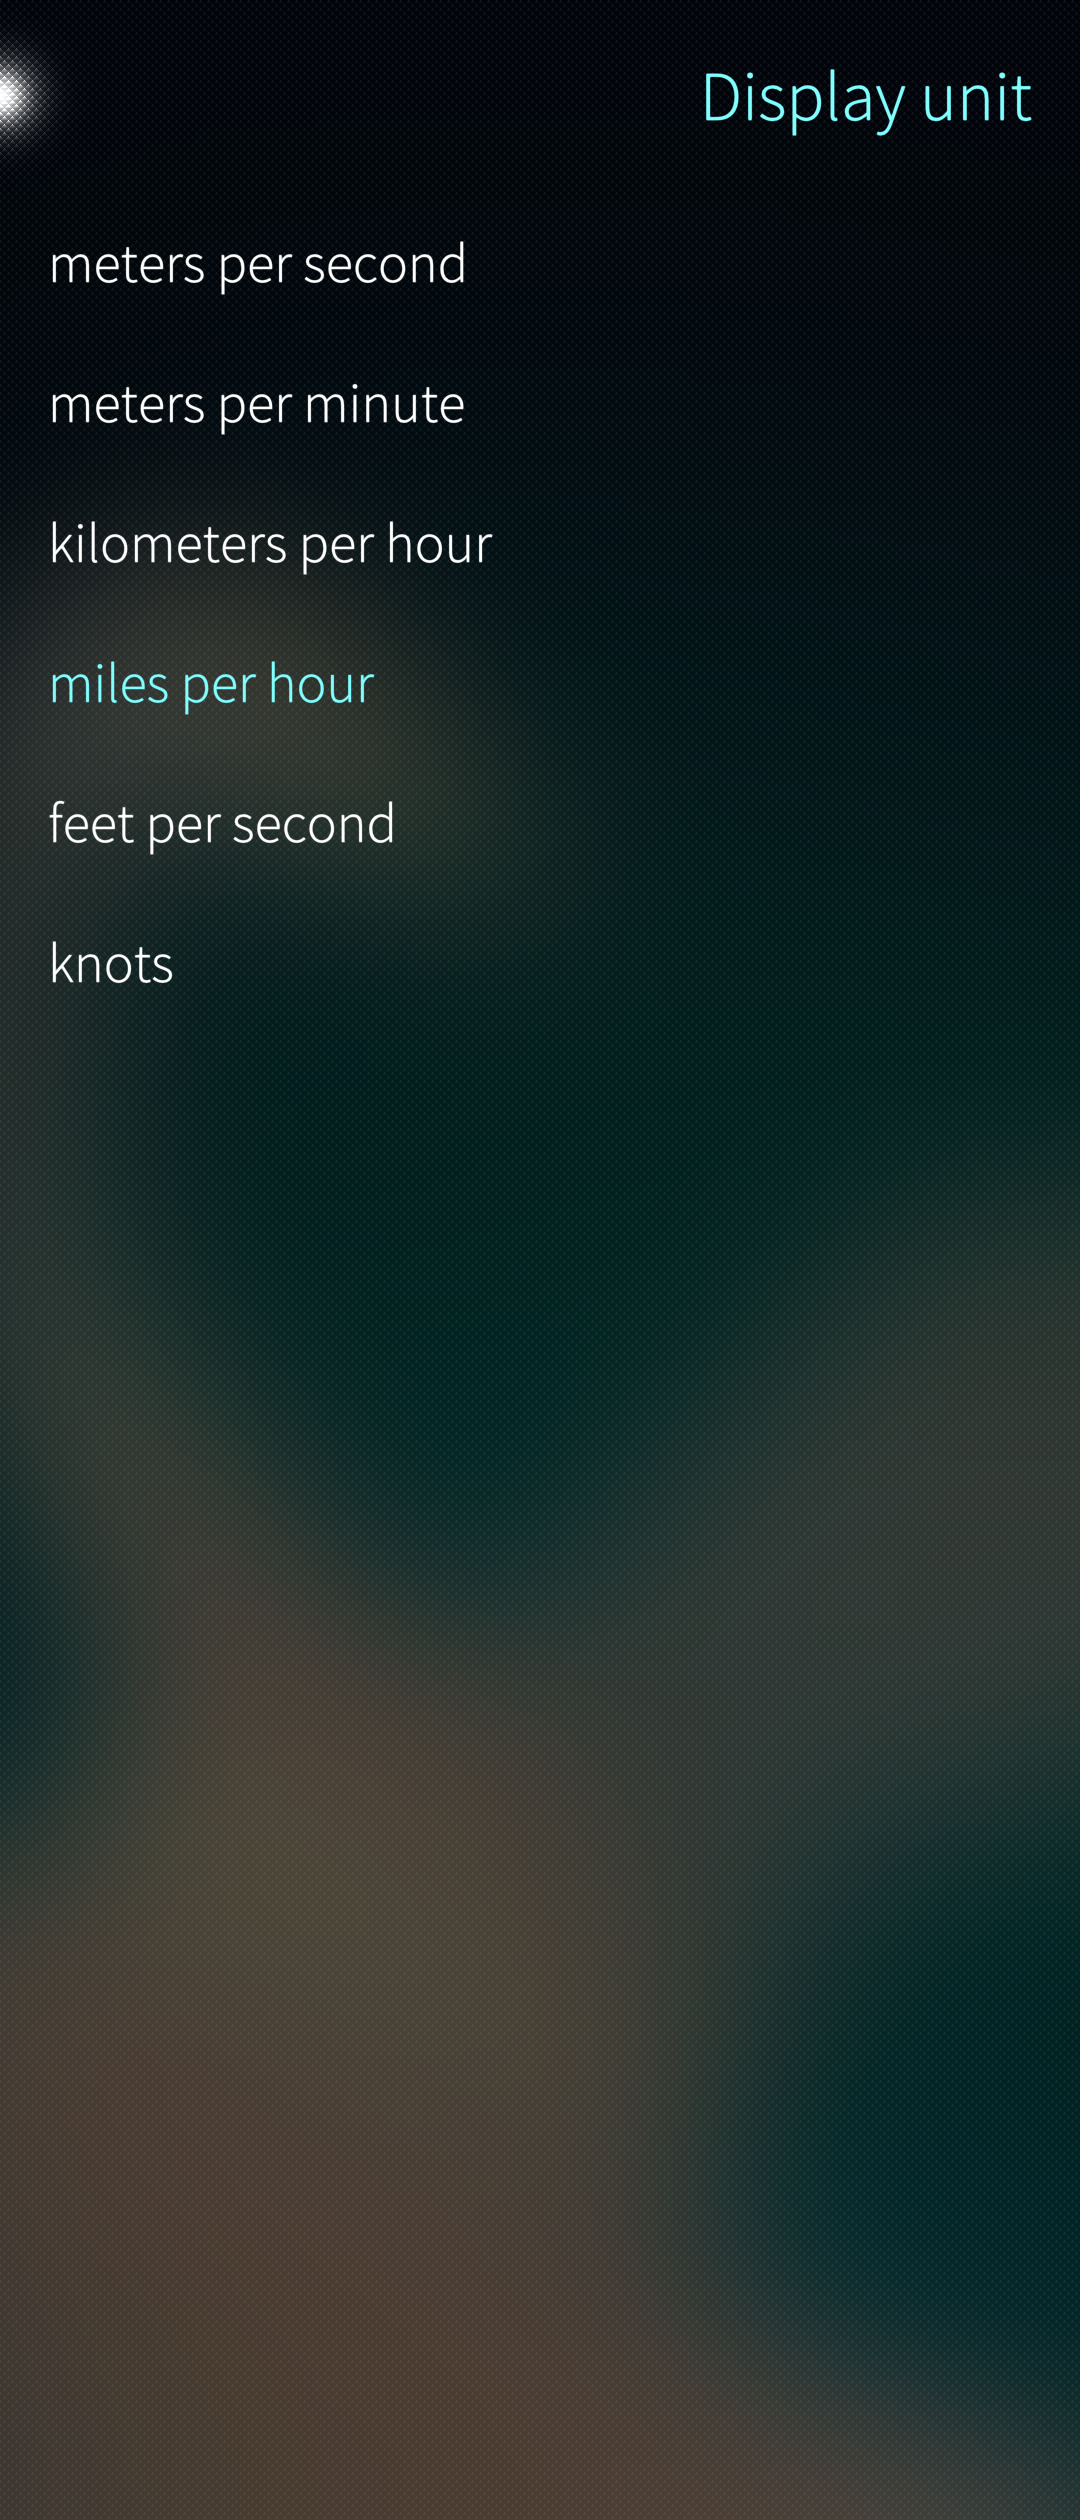 Display unit
meters per second
meters per minute
kilometers per hour
miles per hour
feet per second
knots